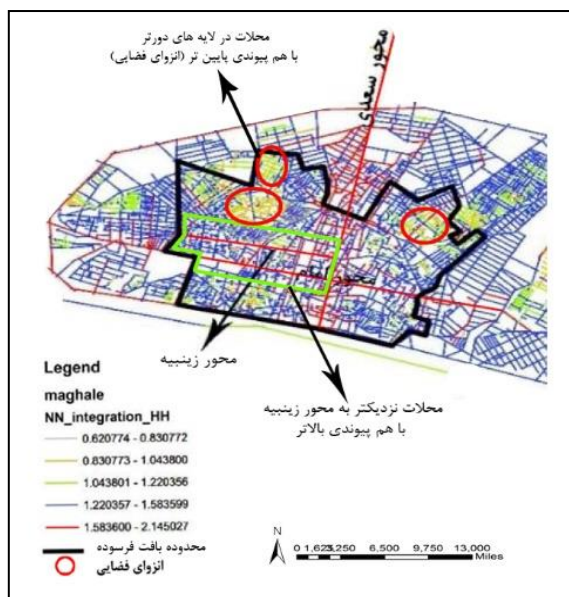 محلات در لایه های دورتر
با هم پیوندی پایین تر (انزوای فضایی)
محور سعدی
محور امام
محور زینبیه
محلات نزدیکتر به محور زینبیه
با هم پیوندی بالاتر
Legend
maghale
NN_integration_HH
0.620774 - 0.830772
0.830773 - 1.043800
1.043801 - 1.220356
1.220357 - 1.583599
1.583600 - 2.145027
محدوده بافت فرسوده
انزوای فضایی
N
0 1,625 3,250 6,500 9,750 13,000
Miles